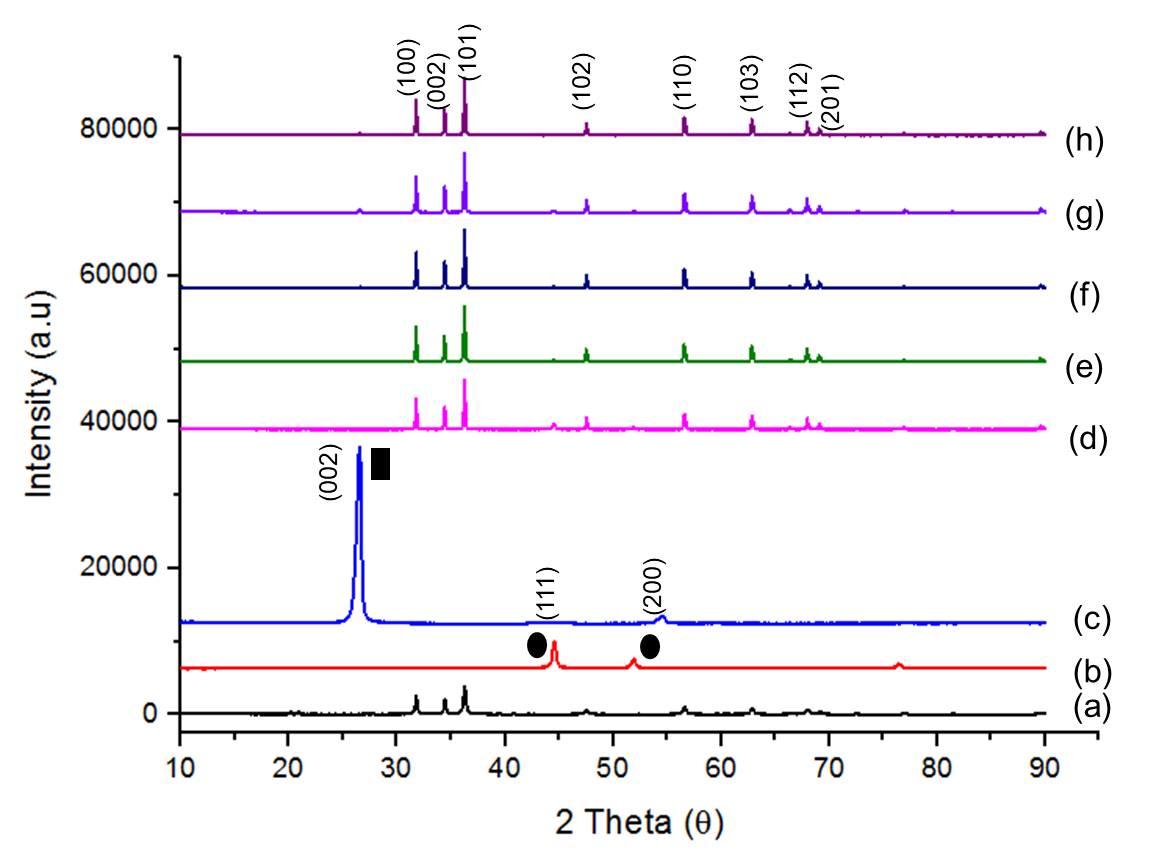 (100)
(002)
(101)
(102)
(110)
(103)
(112)
(201)
80000
(h)
(g)
60000
(f)
(e)
40000
(d)
(002)
20000
(111)
(200)
(c)
(b)
0
(a)
10 20 30 40 50 60 70 80 90
2 Theta (θ)
Intensity (a.u)